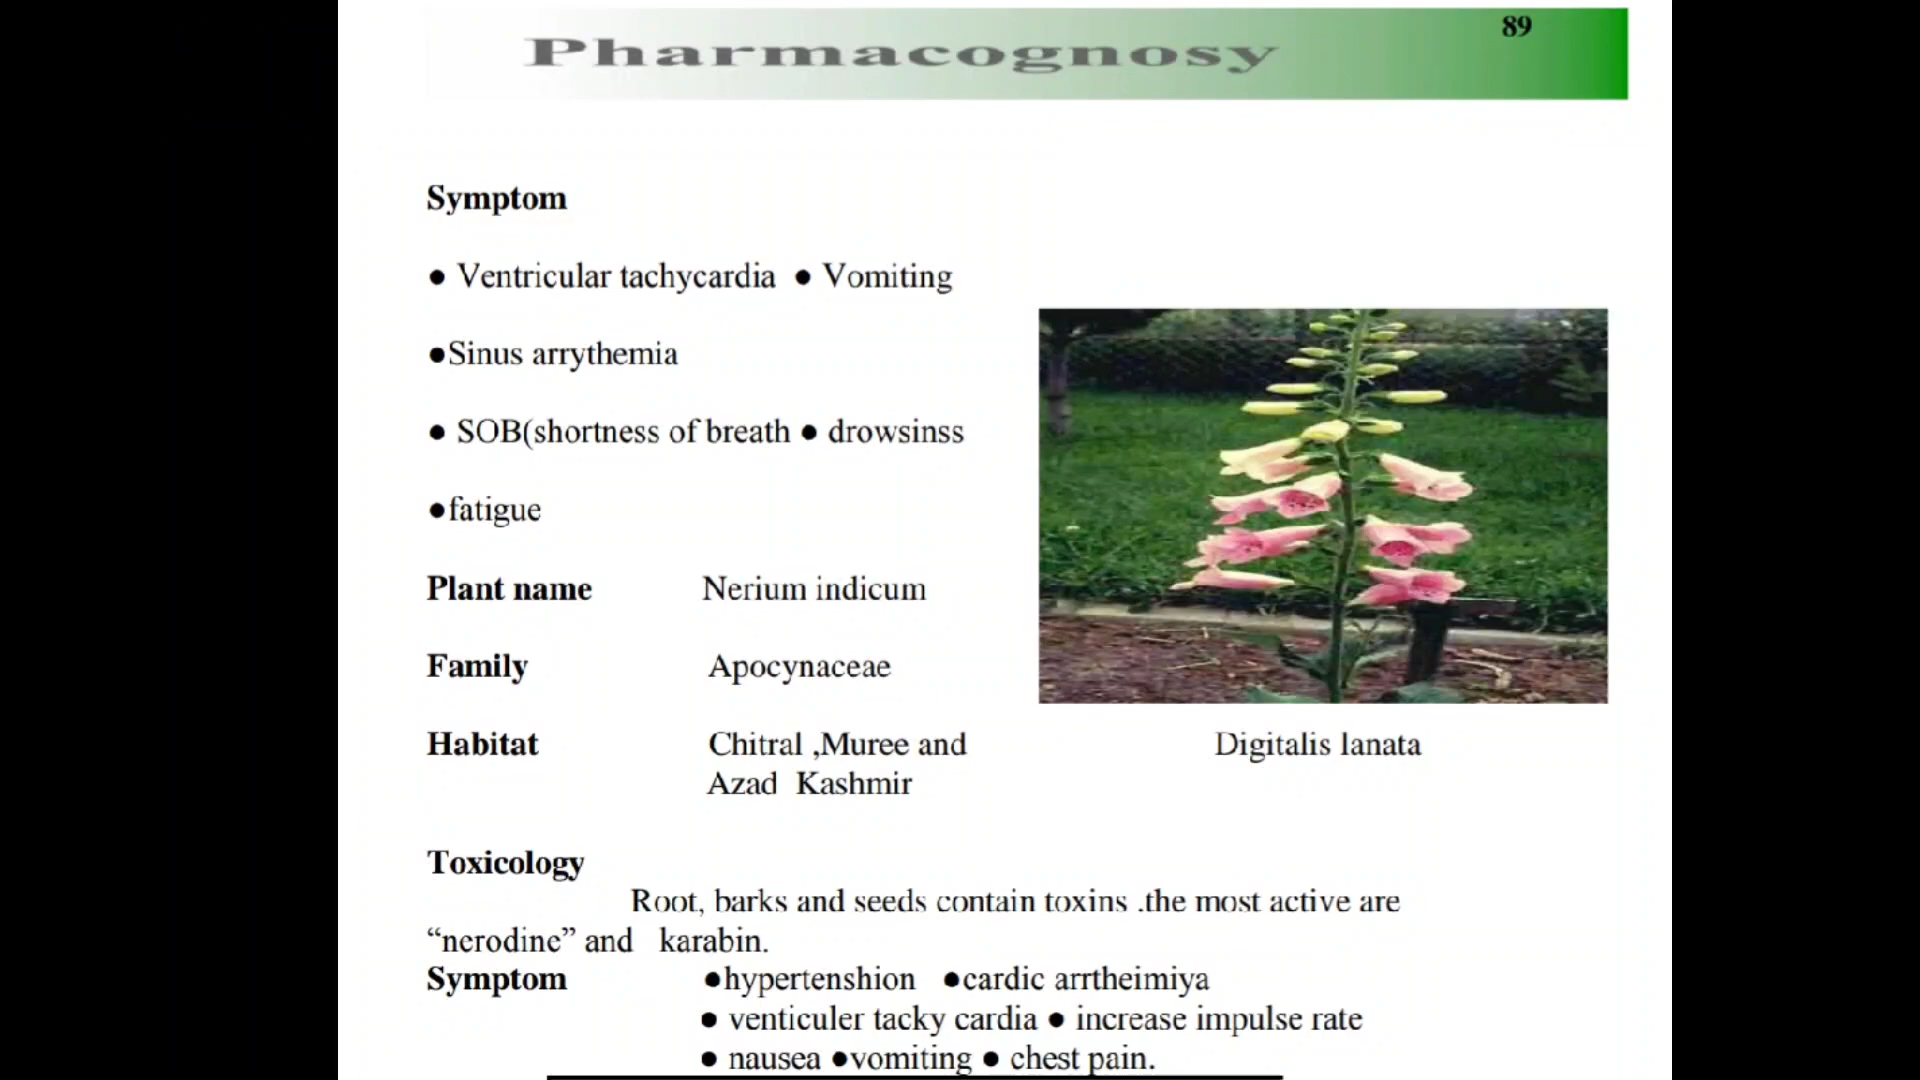 Pharmacognosy
89
Symptom
● Ventricular tachycardia ● Vomiting
●Sinus arrythemia
● SOB(shortness of breath ● drowsinss
●fatigue
Plant name Nerium indicum
Family Apocynaceae
Habitat Chitral ,Muree and
Azad Kashmir
Digitalis lanata
Toxicology
Root, barks and seeds contain toxins .the most active are
“nerodine” and karabin.
Symptom ●hypertenshion ●cardic arrtheimiya
● venticuler tacky cardia ● increase impulse rate
● nausea ●vomiting ● chest pain.